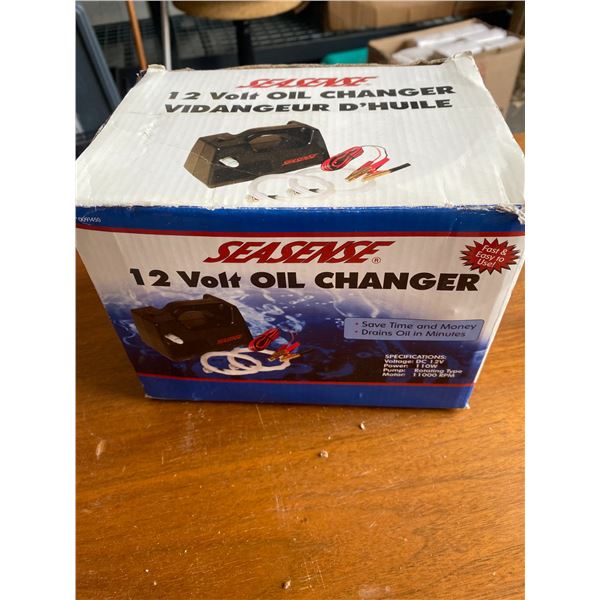 SEASENSE
12 Volt OIL CHANGER
VIDANGEUR D'HUILE
SEASENSE
SEASENSE®
12 Volt OIL CHANGER
Fast &
Easy to
Use!
• Save Time and Money
• Drains Oil in Minutes
SPECIFICATIONS:
Voltage: DC 12V
Power: 110W
Pump: Rotating Type
Motor: 11000 RPM